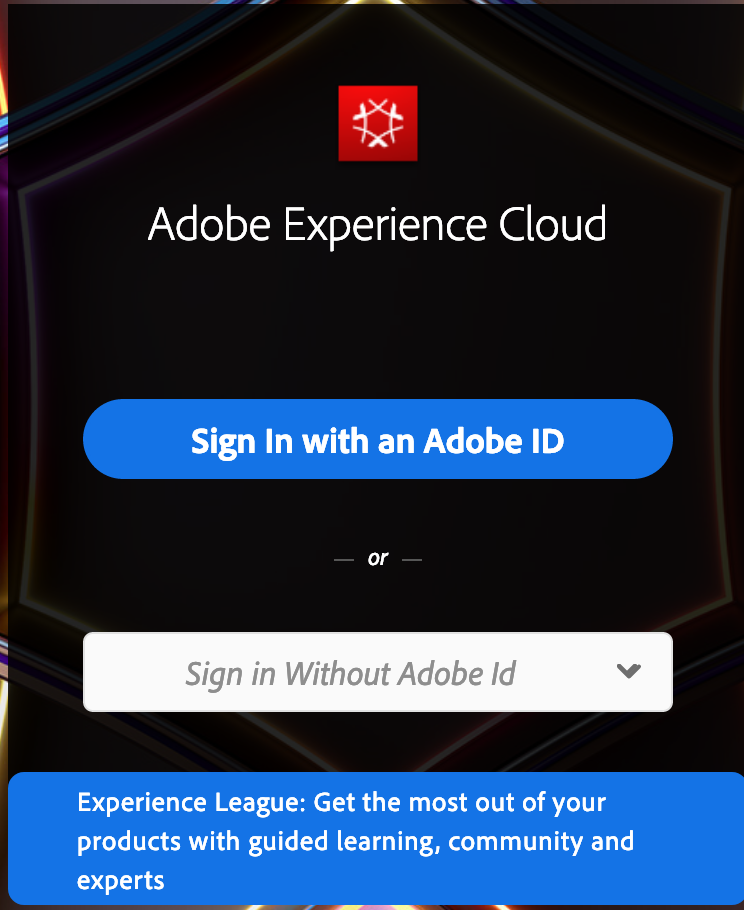 Adobe Experience Cloud
Sign In with an Adobe ID
— or —
Sign in Without Adobe Id
Experience League: Get the most out of your
products with guided learning, community and
experts